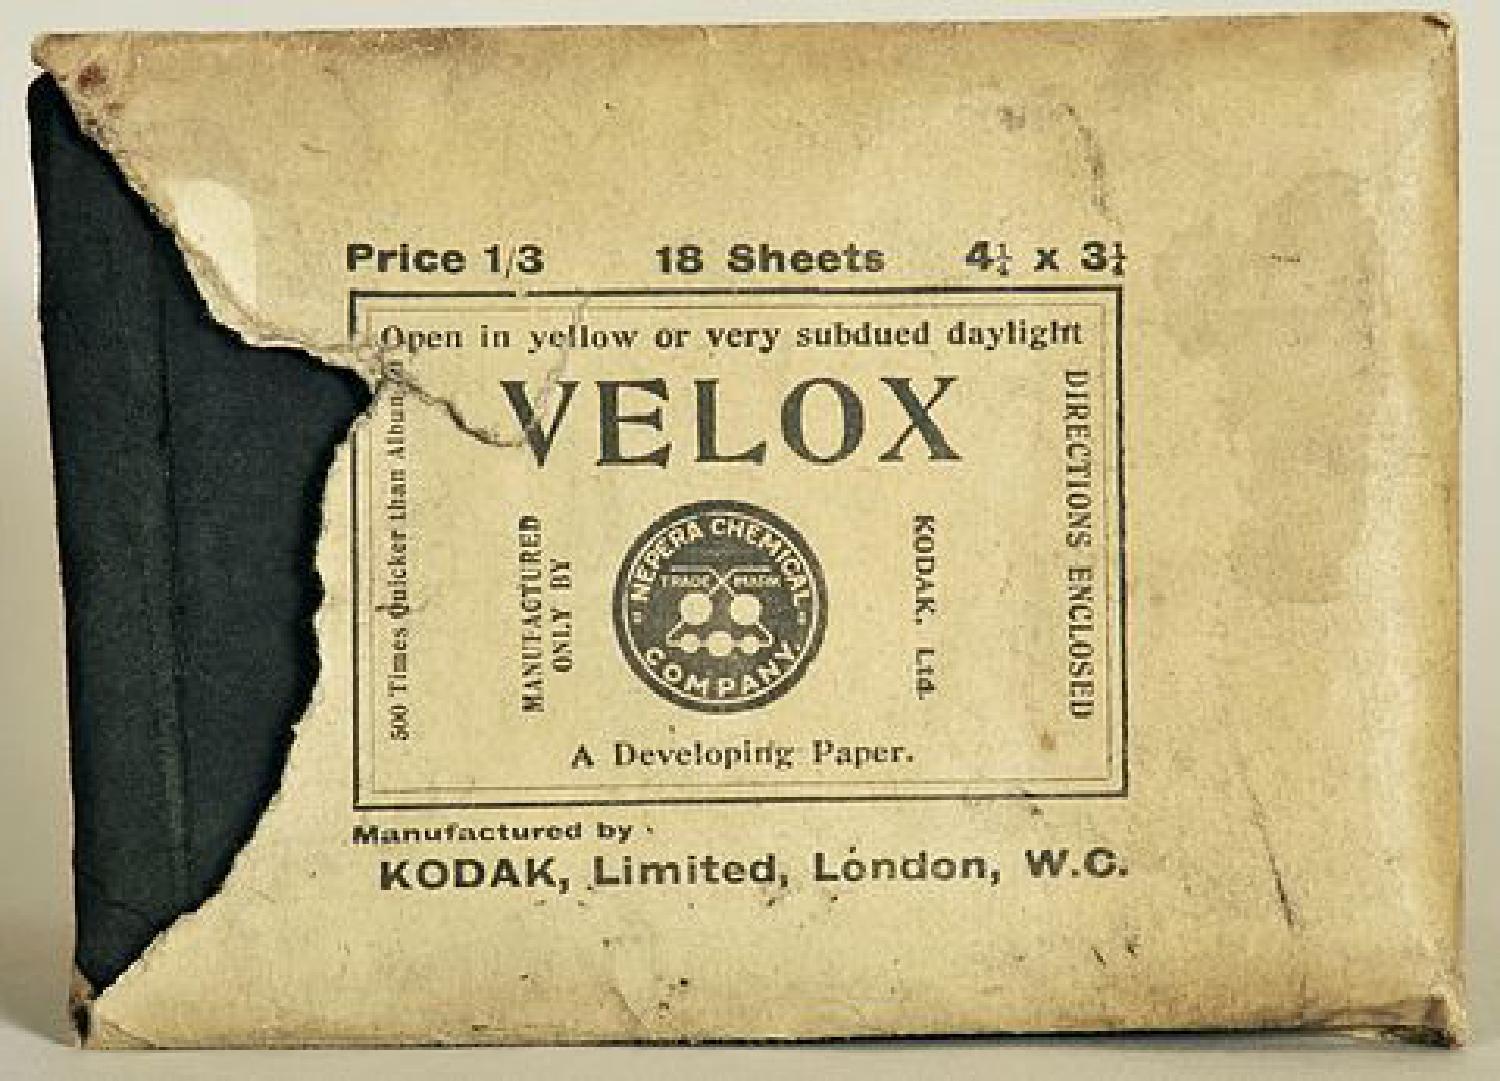 Price 1/3 18 Sheets 4¼ x 3¼
Open in yellow or very subdued daylight
VELOX
500 Times Quicker than
MANUFACTURED
ONLY BY
"NEPERA CHEMICAL
TRADE MARK
COMPANY."
KODAK, Ltd.
DIRECTIONS ENCLOSED
A Developing Paper.
Manufactured by
KODAK, Limited, London, W.C.